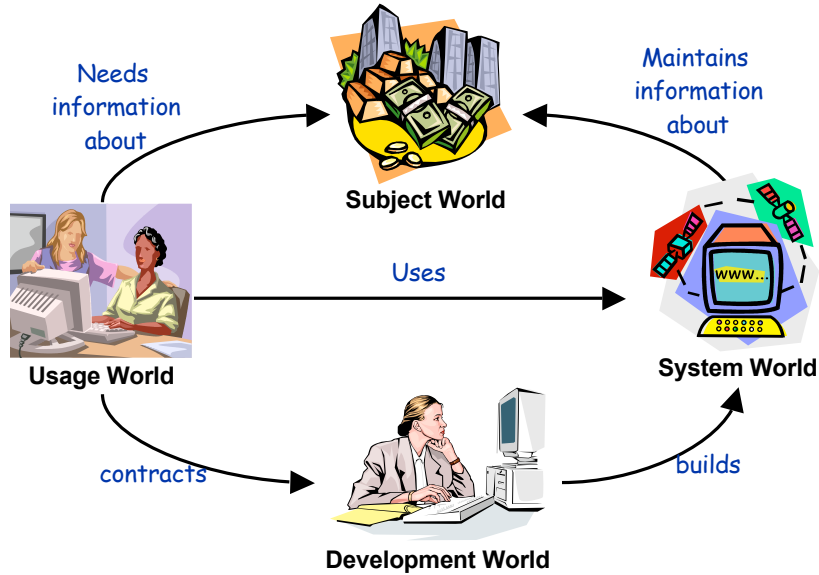 Needs
information
about
Maintains
information
about
Subject World
Uses
www...
Usage World
System World
contracts
builds
Development World